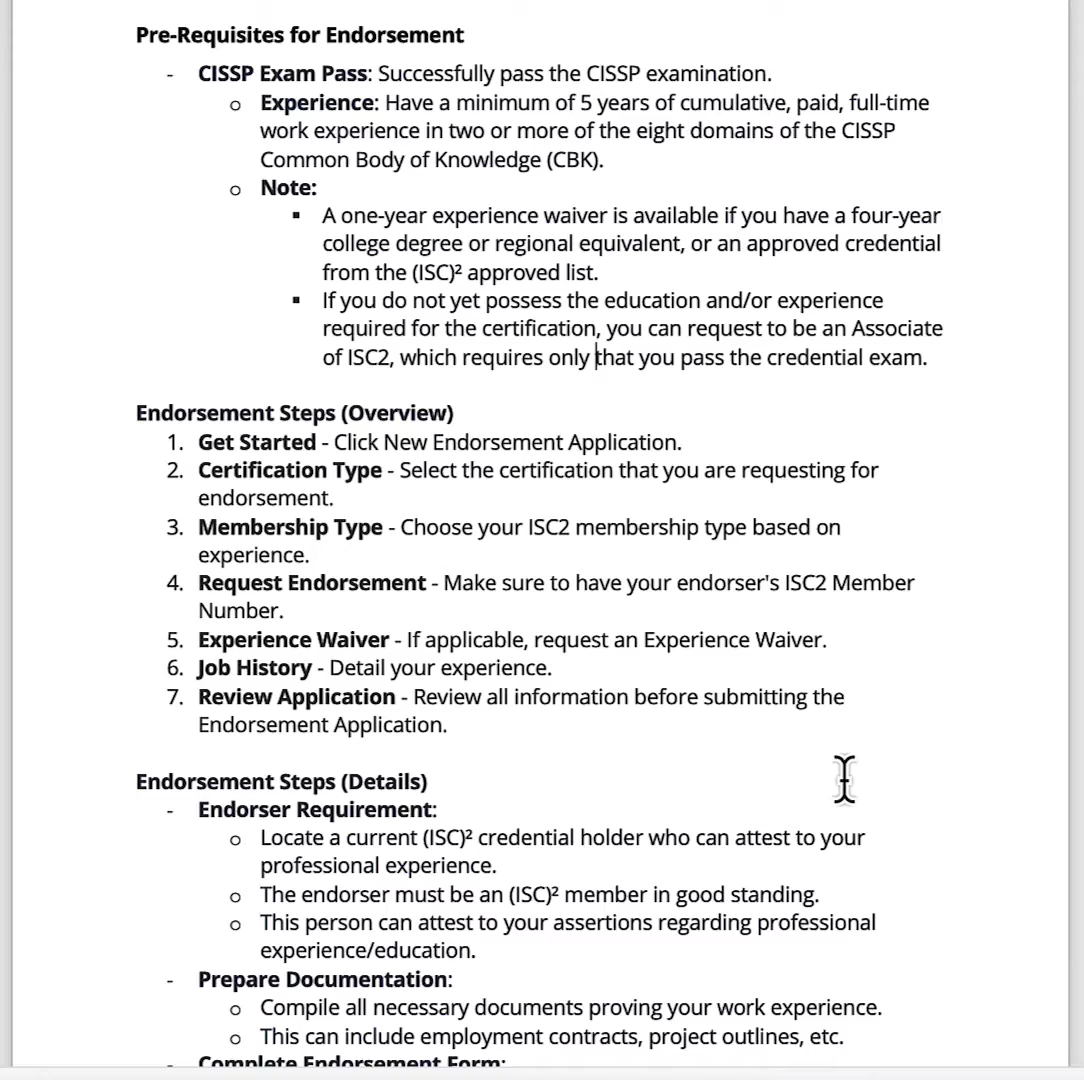 Pre-Requisites for Endorsement
- CISSP Exam Pass: Successfully pass the CISSP examination.
o Experience: Have a minimum of 5 years of cumulative, paid, full-time
work experience in two or more of the eight domains of the CISSP
Common Body of Knowledge (CBK).
o Note:
▪ A one-year experience waiver is available if you have a four-year
college degree or regional equivalent, or an approved credential
from the (ISC)² approved list.
▪ If you do not yet possess the education and/or experience
required for the certification, you can request to be an Associate
of ISC2, which requires only that you pass the credential exam.
Endorsement Steps (Overview)
1. Get Started - Click New Endorsement Application.
2. Certification Type - Select the certification that you are requesting for
endorsement.
3. Membership Type - Choose your ISC2 membership type based on
experience.
4. Request Endorsement - Make sure to have your endorser's ISC2 Member
Number.
5. Experience Waiver - If applicable, request an Experience Waiver.
6. Job History - Detail your experience.
7. Review Application - Review all information before submitting the
Endorsement Application.
Endorsement Steps (Details)
- Endorser Requirement:
o Locate a current (ISC)² credential holder who can attest to your
professional experience.
o The endorser must be an (ISC)² member in good standing.
o This person can attest to your assertions regarding professional
experience/education.
- Prepare Documentation:
o Compile all necessary documents proving your work experience.
o This can include employment contracts, project outlines, etc.
- Complete Endorsement Form: